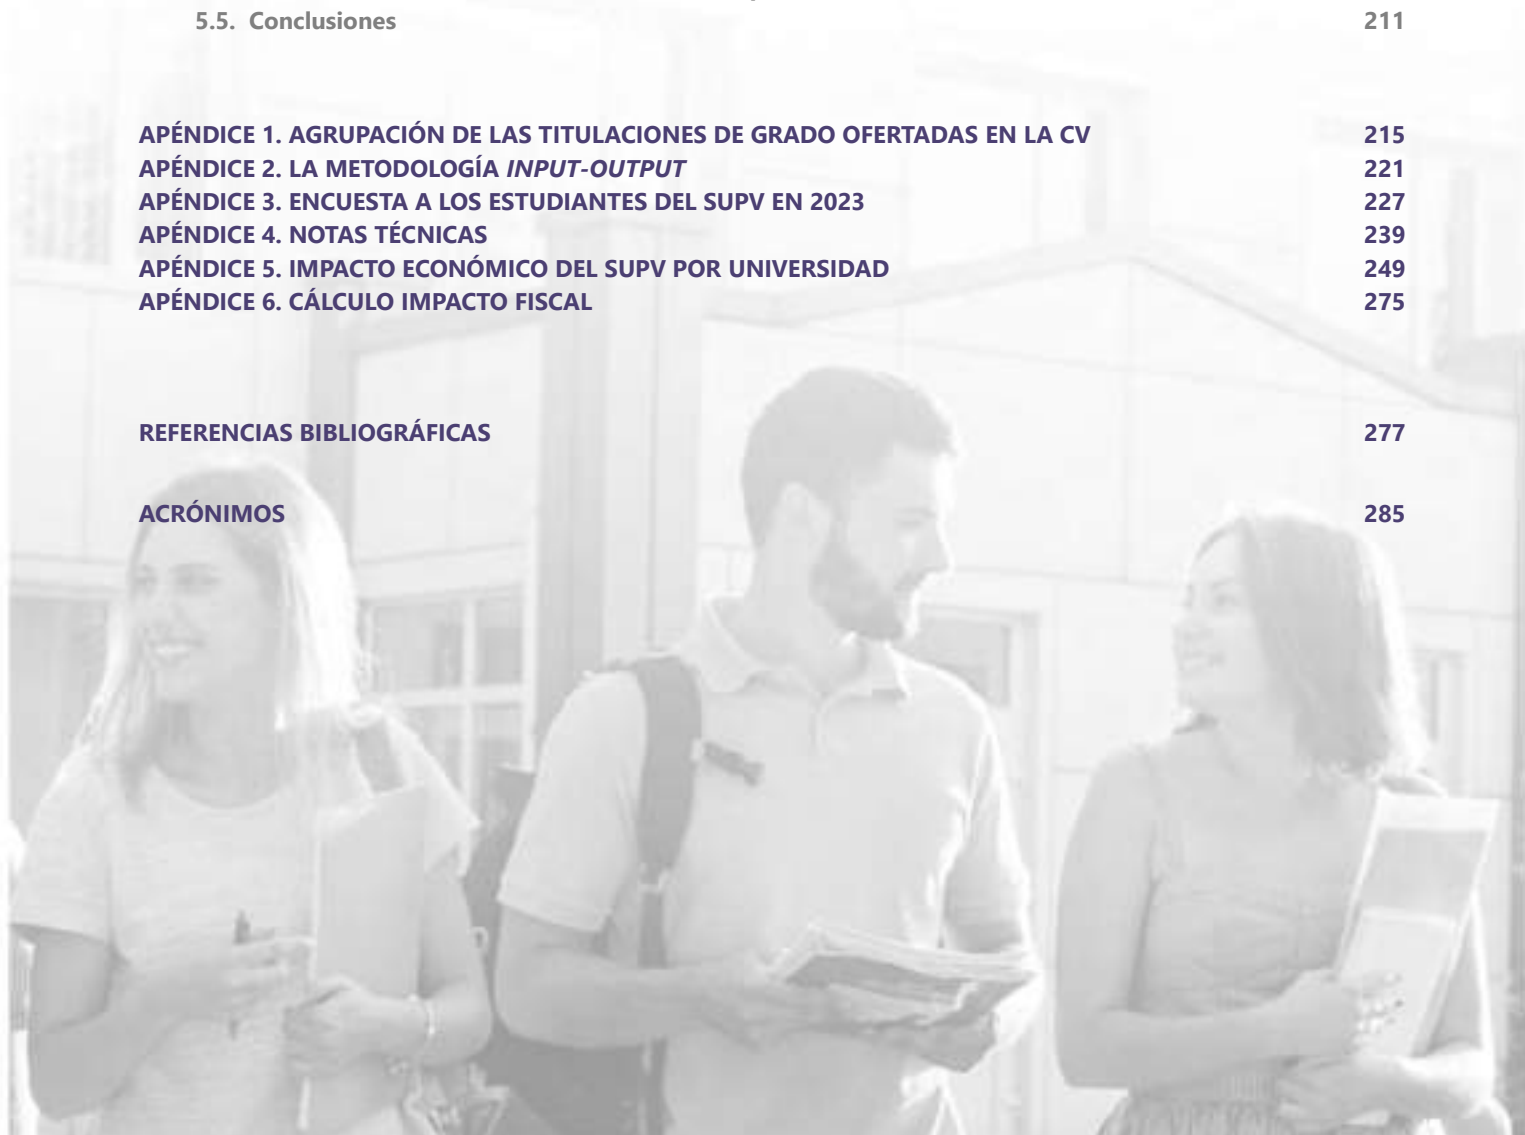 5.5. Conclusiones 211
APÉNDICE 1. AGRUPACIÓN DE LAS TITULACIONES DE GRADO OFERTADAS EN LA CV 215
APÉNDICE 2. LA METODOLOGÍA INPUT-OUTPUT 221
APÉNDICE 3. ENCUESTA A LOS ESTUDIANTES DEL SUPV EN 2023 227
APÉNDICE 4. NOTAS TÉCNICAS 239
APÉNDICE 5. IMPACTO ECONÓMICO DEL SUPV POR UNIVERSIDAD 249
APÉNDICE 6. CÁLCULO IMPACTO FISCAL 275
REFERENCIAS BIBLIOGRÁFICAS 277
ACRÓNIMOS 285